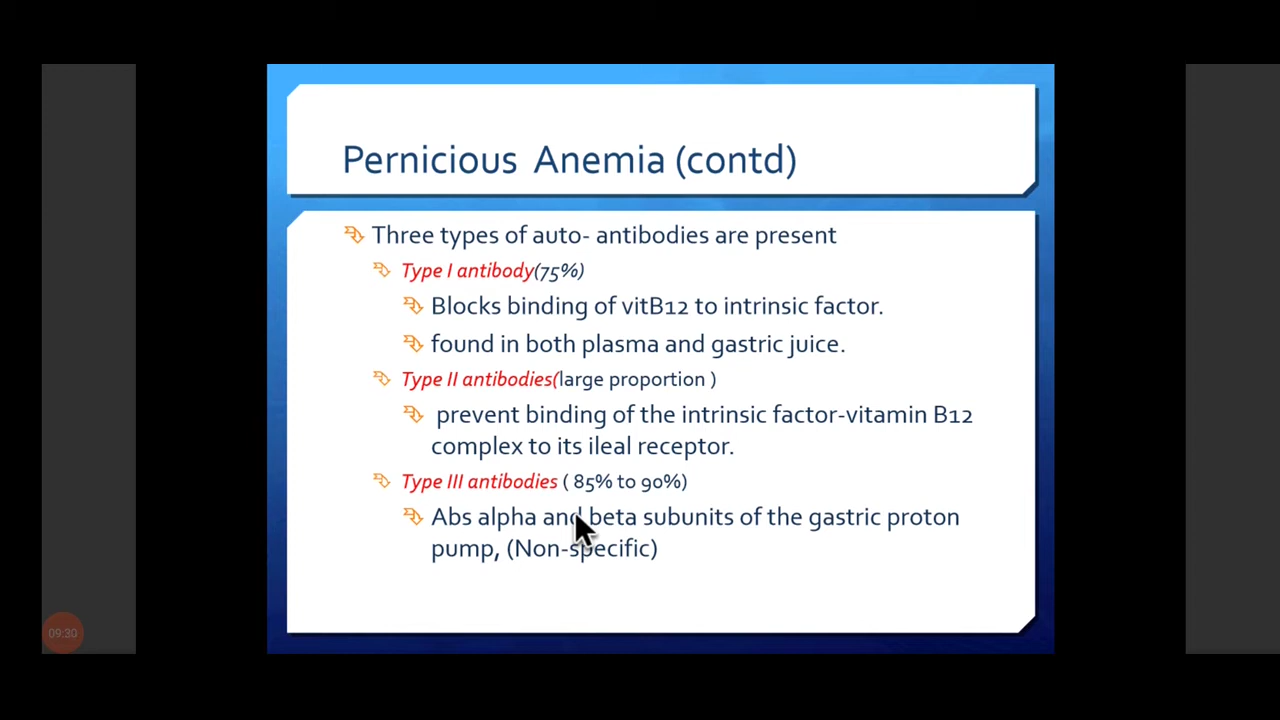 Pernicious Anemia (contd)
Three types of auto- antibodies are present
Type I antibody(75%)
Blocks binding of vitB12 to intrinsic factor.
found in both plasma and gastric juice.
Type II antibodies(large proportion )
prevent binding of the intrinsic factor-vitamin B12
complex to its ileal receptor.
Type III antibodies ( 85% to 90%)
Abs alpha and beta subunits of the gastric proton
pump, (Non-specific)
09:30